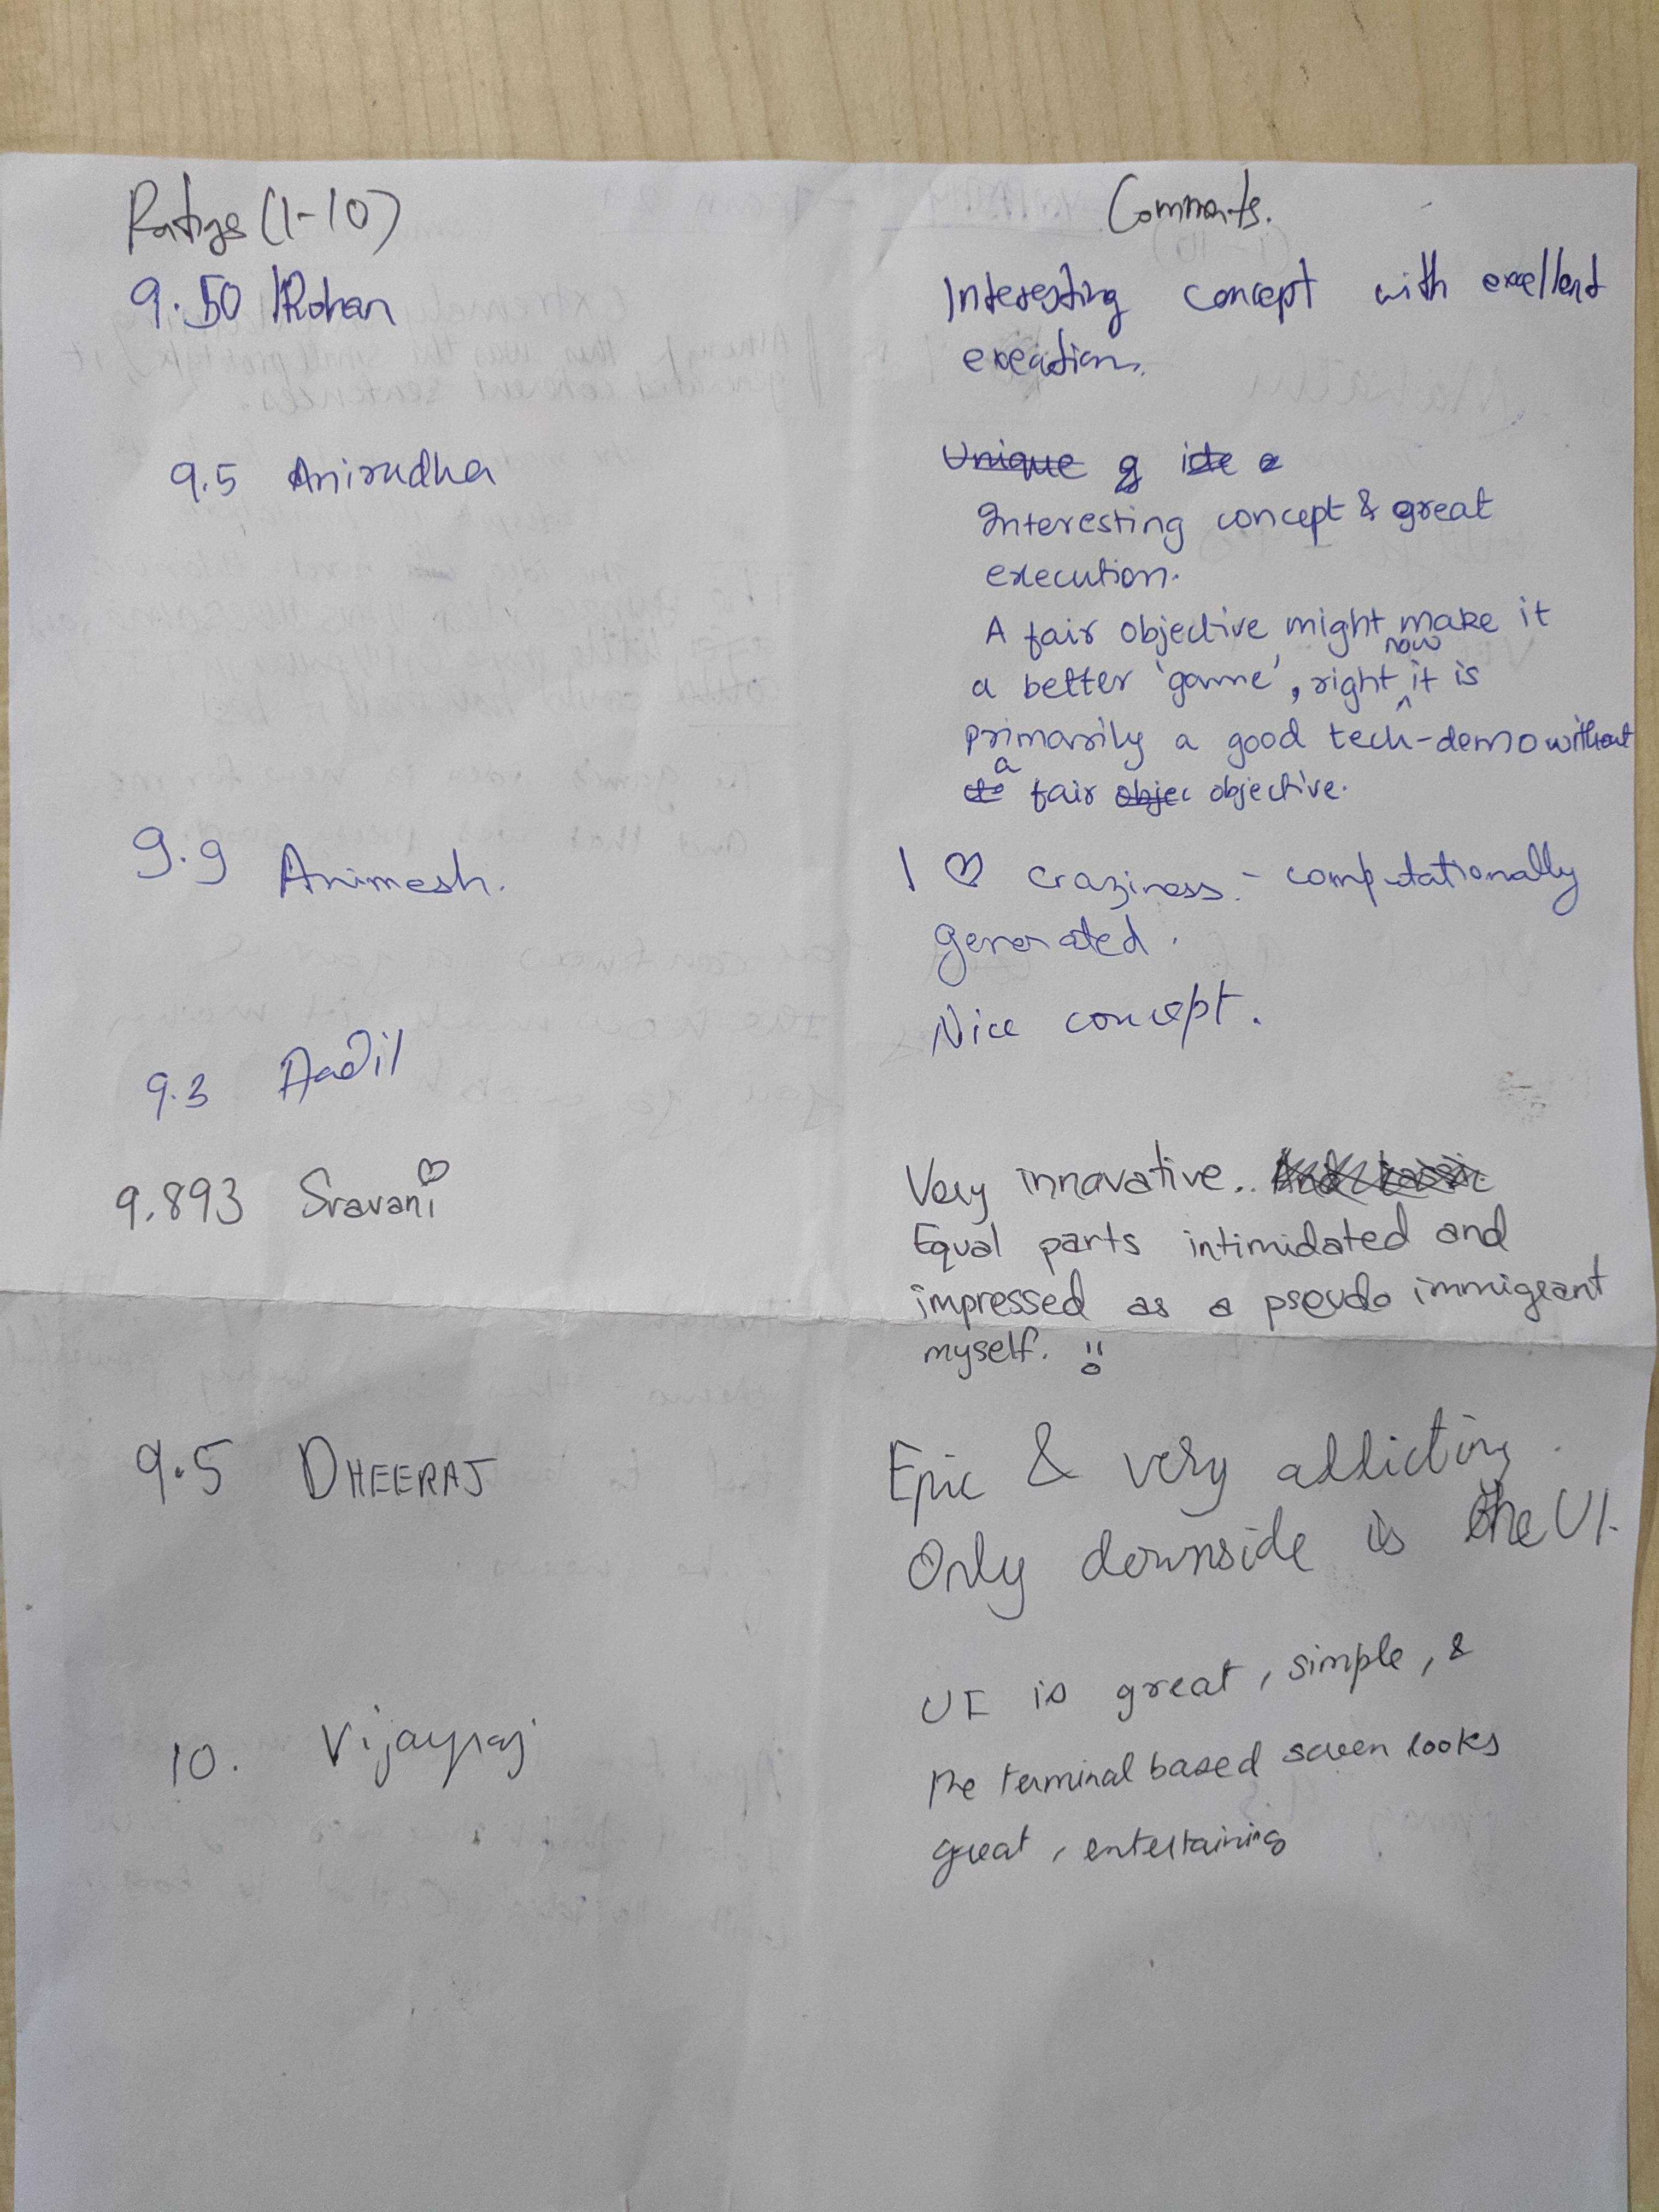 Ratings (1-10)
Comments.
9.50 Rohan
Interesting concept with excellent
execution.
9.5 Anirudha
Unique & ide
Interesting concept & great
execution.
A fair objective might make it
a better 'game', right now it is
primarily a good tech-demo without
a fair objec objective.
9.9 Animesh.
I ♡ craziness - computationally
generated.
9.3 Aadil
Nice concept.
9.893 Sravani
Very innovative..
Equal parts intimidated and
impressed as a pseudo immigrant
myself.
9.5 DHEERAJ
Epic & very addicting.
Only downside is the UI.
10. Vijayraj
UI is great, simple, &
the terminal based screen looks
great, entertaining